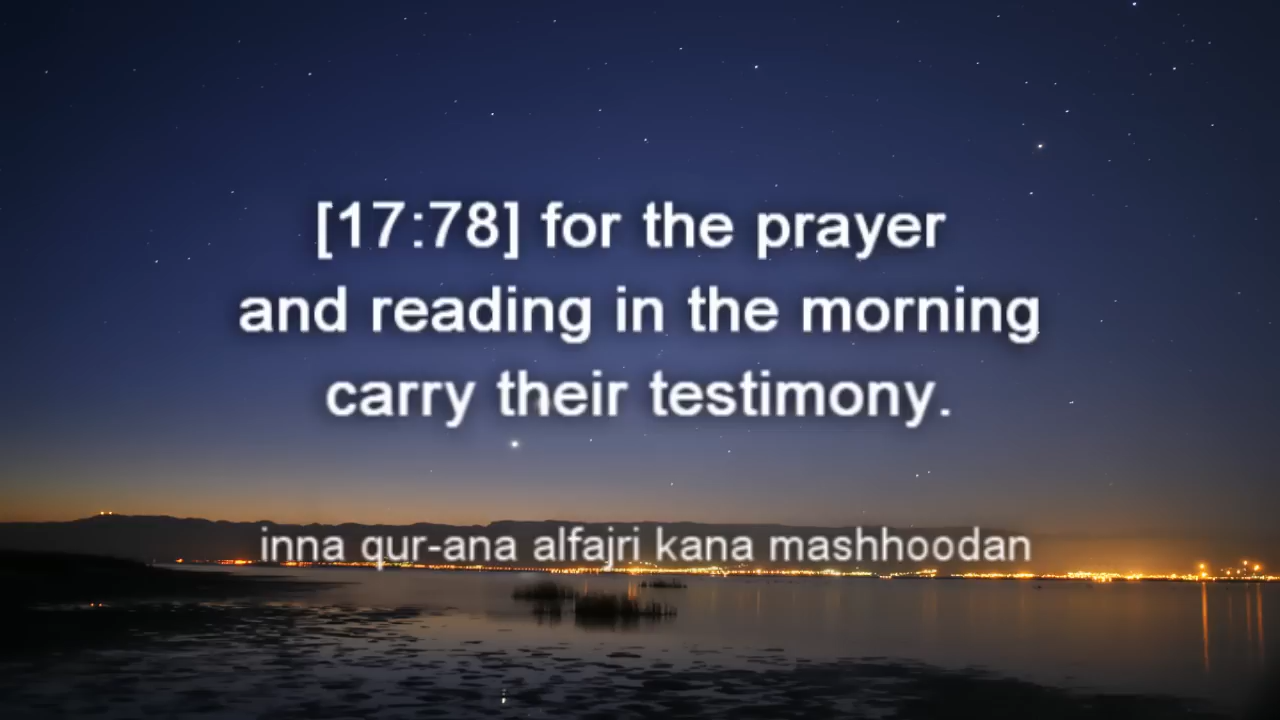 [17:78] for the prayer
and reading in the morning
carry their testimony.
inna qur-ana alfajri kana mashhoodan